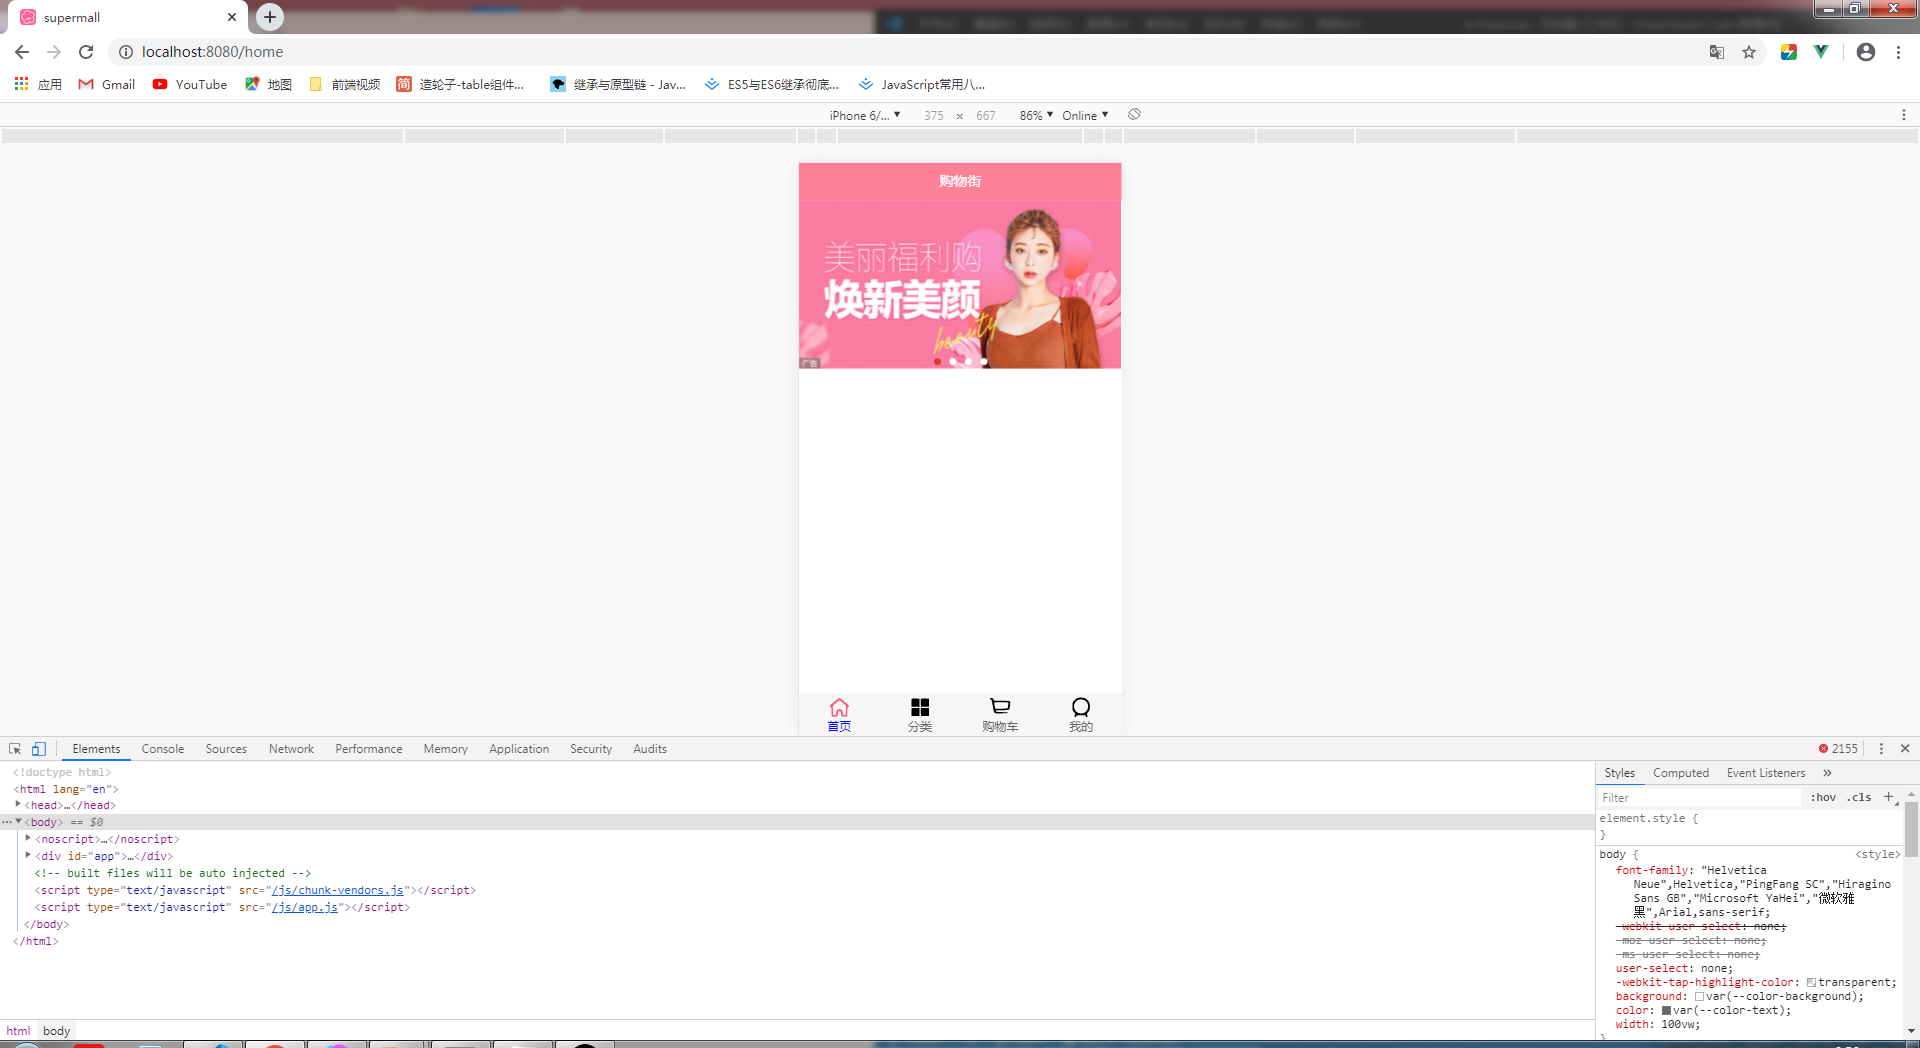 supermall
localhost:8080/home
应用 Gmail YouTube 地图 前端视频 造轮子-table组件... 继承与原型链 - Jav... ES5与ES6继承彻底... JavaScript常用八...
iPhone 6/... 375 × 667 86% Online
购物街
美丽福利购
焕新美颜
beauty
广告
首页 分类 购物车 我的
Elements Console Sources Network Performance Memory Application Security Audits 2155
<!doctype html>
<html lang="en">
<head>…</head>
<body> == $0
<noscript>…</noscript>
<div id="app">…</div>
<!-- built files will be auto injected -->
<script type="text/javascript" src="/js/chunk-vendors.js"></script>
<script type="text/javascript" src="/js/app.js"></script>
</body>
</html>
html body
Styles Computed Event Listeners »
Filter :hov .cls +
element.style {
}
body { <style>
font-family: "Helvetica
Neue",Helvetica,"PingFang SC","Hiragino
Sans GB","Microsoft YaHei","微软雅
黑",Arial,sans-serif;
-webkit-user-select: none;
-moz-user-select: none;
-ms-user-select: none;
user-select: none;
-webkit-tap-highlight-color: transparent;
background: var(--color-background);
color: var(--color-text);
width: 100vw;
}